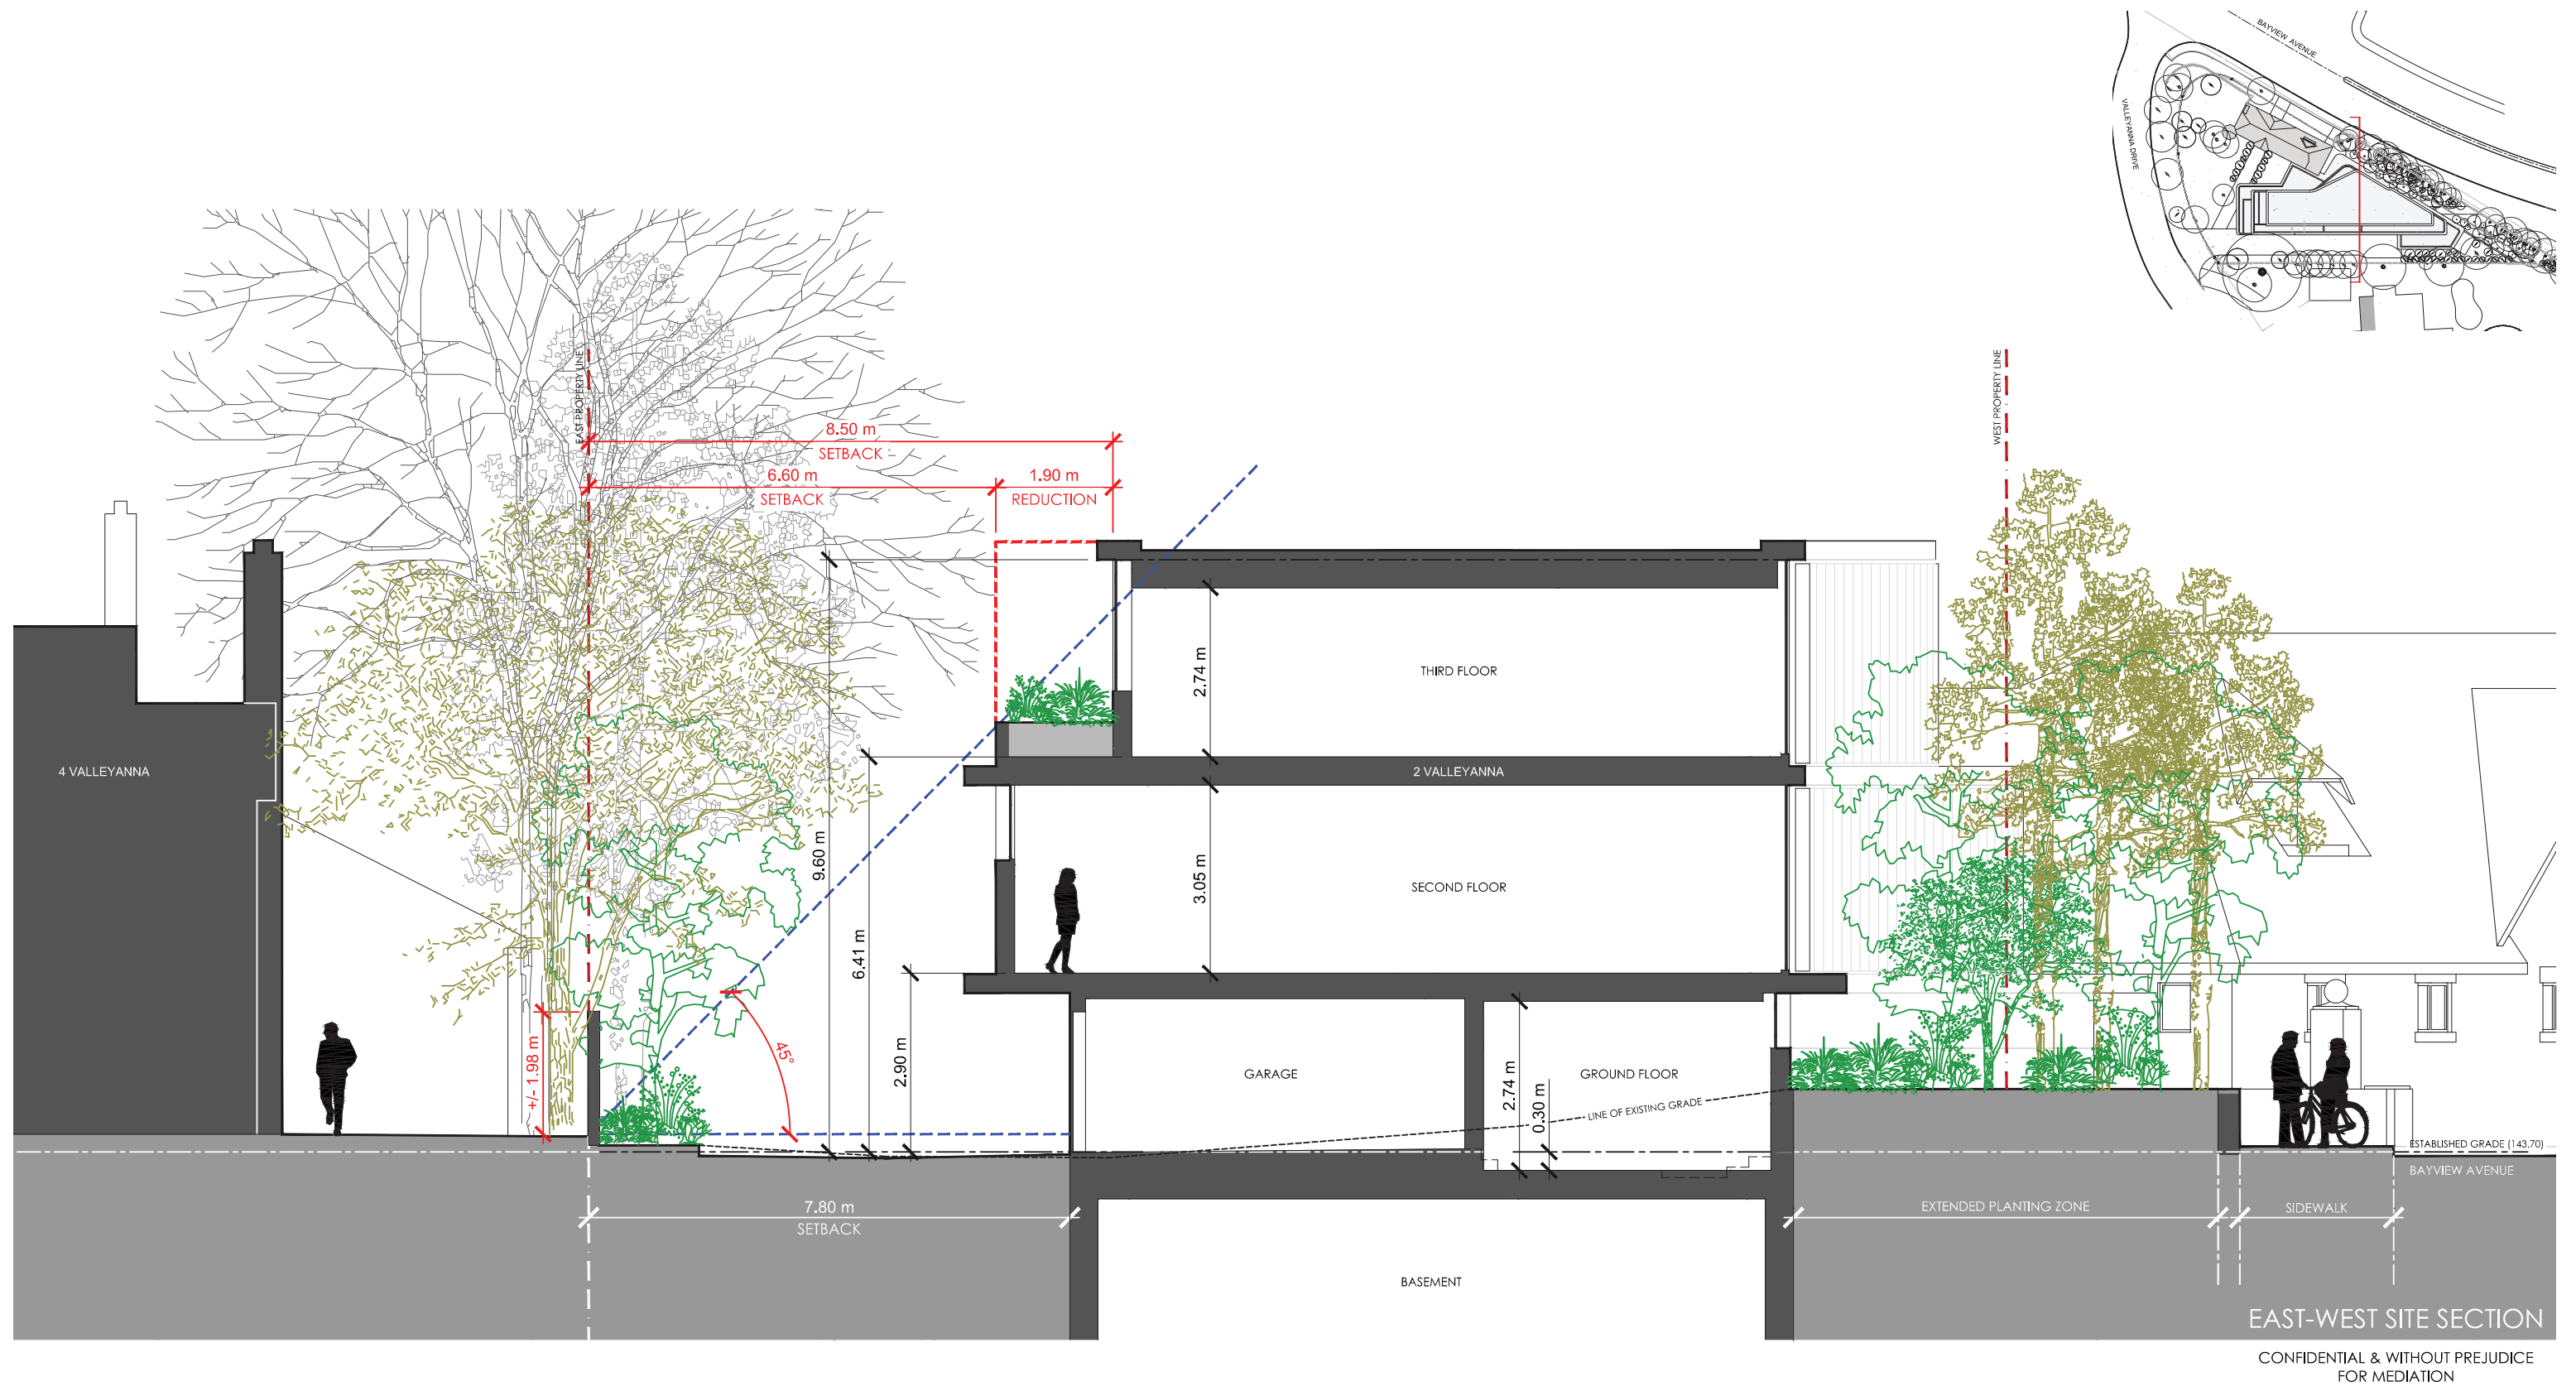 BAYVIEW AVENUE
VALLEYANNA DRIVE
EAST PROPERTY LINE
WEST PROPERTY LINE
8.50 m
SETBACK
6.60 m
SETBACK
1.90 m
REDUCTION
2.74 m
THIRD FLOOR
4 VALLEYANNA
2 VALLEYANNA
9.60 m
3.05 m
SECOND FLOOR
6.41 m
2.90 m
+/- 1.98 m
45°
GARAGE
2.74 m
0.30 m
GROUND FLOOR
LINE OF EXISTING GRADE
ESTABLISHED GRADE (143.70)
BAYVIEW AVENUE
7.80 m
SETBACK
EXTENDED PLANTING ZONE
SIDEWALK
BASEMENT
EAST-WEST SITE SECTION
CONFIDENTIAL & WITHOUT PREJUDICE
FOR MEDIATION